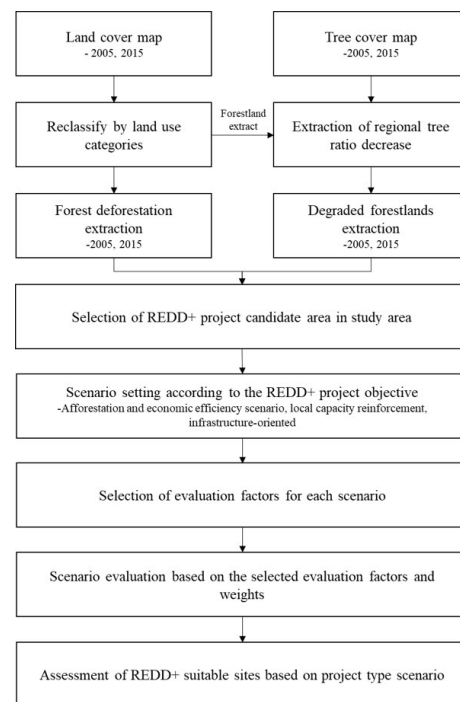 Land cover map
- 2005, 2015
Tree cover map
-2005, 2015
Reclassify by land use
categories
Forestland
extract
Extraction of regional tree
ratio decrease
Forest deforestation
extraction
-2005, 2015
Degraded forestlands
extraction
-2005, 2015
Selection of REDD+ project candidate area in study area
Scenario setting according to the REDD+ project objective
-Afforestation and economic efficiency scenario, local capacity reinforcement,
infrastructure-oriented
Selection of evaluation factors for each scenario
Scenario evaluation based on the selected evaluation factors and
weights
Assessment of REDD+ suitable sites based on project type scenario